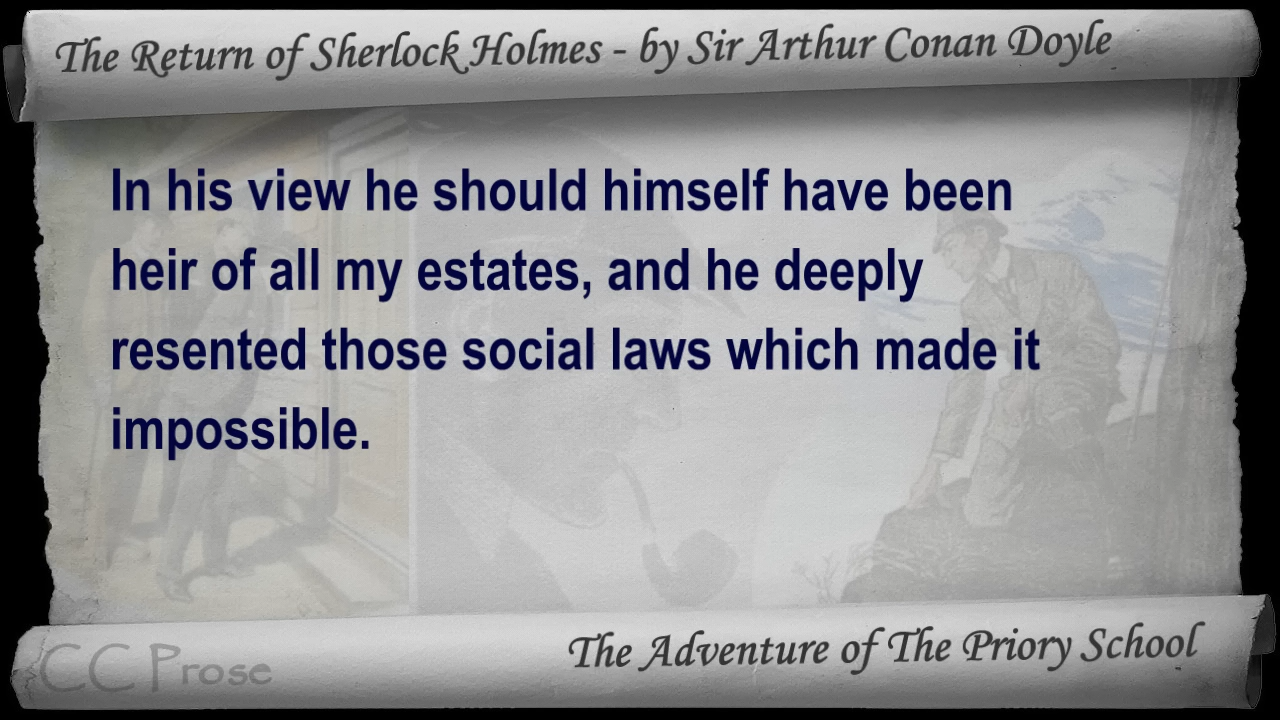 The Return of Sherlock Holmes - by Sir Arthur Conan Doyle
In his view he should himself have been
heir of all my estates, and he deeply
resented those social laws which made it
impossible.
The Adventure of The Priory School
CC Prose